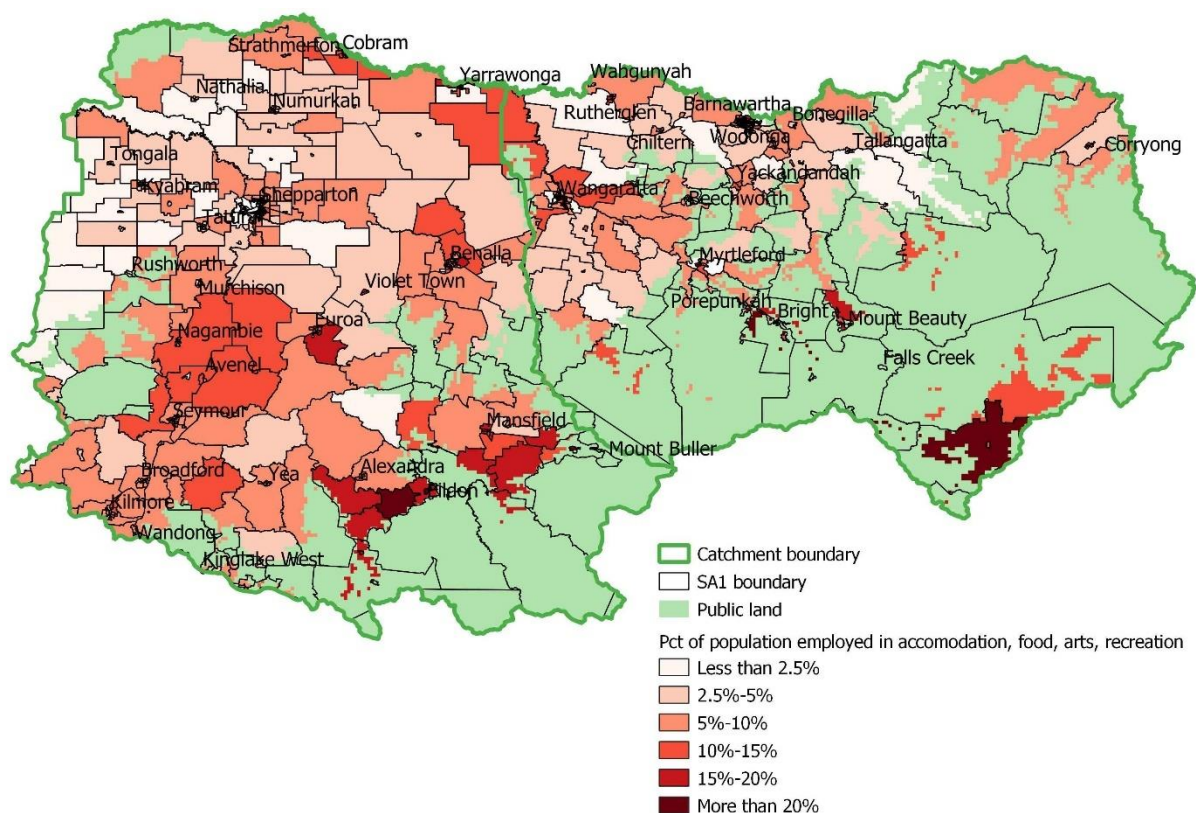 Strathmerton
Cobram
Yarrawonga
Wahgunyah
Nathalia
Numurkah
Rutherglen
Barnawartha
Bonegilla
Wodonga
Chiltern
Tallangatta
Corryong
Tongala
Kyabram
Shepparton
Tatura
Wangaratta
Yackandandah
Beechworth
Rushworth
Murchison
Violet Town
Benalla
Myrtleford
Nagambie
Euroa
Porepunkah
Bright
Mount Beauty
Avenel
Falls Creek
Seymour
Mansfield
Mount Buller
Broadford
Yea
Alexandra
Eildon
Kilmore
Wandong
Kinglake West
Catchment boundary
SA1 boundary
Public land
Pct of population employed in accomodation, food, arts, recreation
Less than 2.5%
2.5%-5%
5%-10%
10%-15%
15%-20%
More than 20%